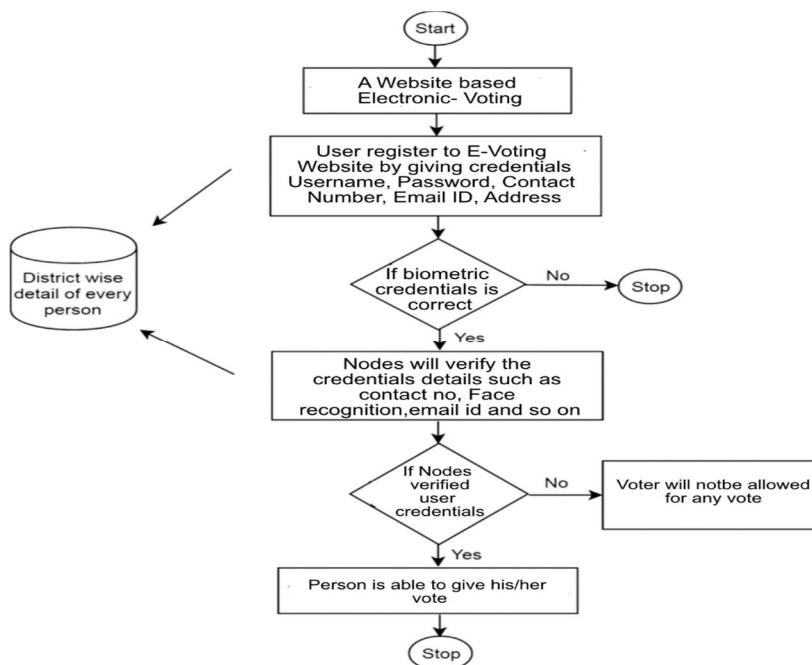 Start
A Website based
Electronic- Voting
User register to E-Voting
Website by giving credentials
Username, Password, Contact
Number, Email ID, Address
District wise
detail of every
person
If biometric
credentials is
correct
No
Stop
Yes
Nodes will verify the
credentials details such as
contact no, Face
recognition,email id and so on
If Nodes
verified
user
credentials
No
Voter will notbe allowed
for any vote
Yes
Person is able to give his/her
vote
Stop